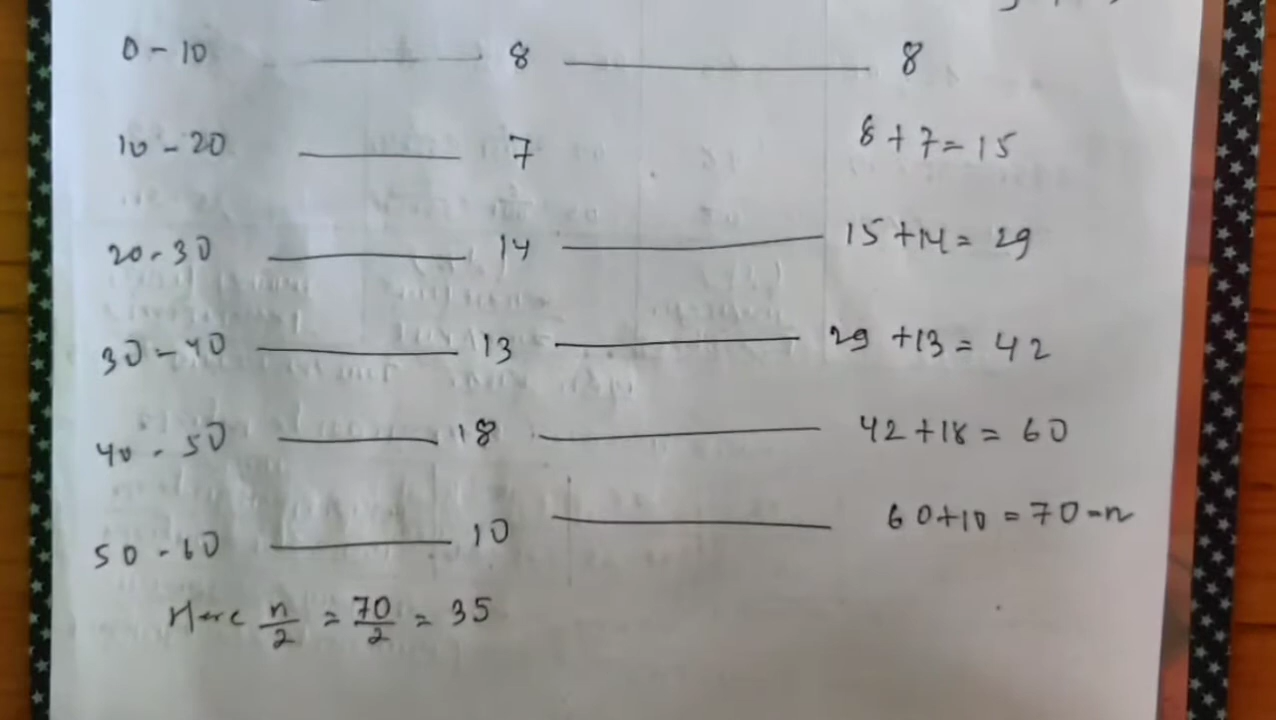 0 - 10 8 8
10 - 20 7 8 + 7 = 15
20 - 30 14 15 + 14 = 29
30 - 40 13 29 + 13 = 42
40 - 50 18 42 + 18 = 60
50 - 60 10 60 + 10 = 70 = n
Here n/2 = 70/2 = 35